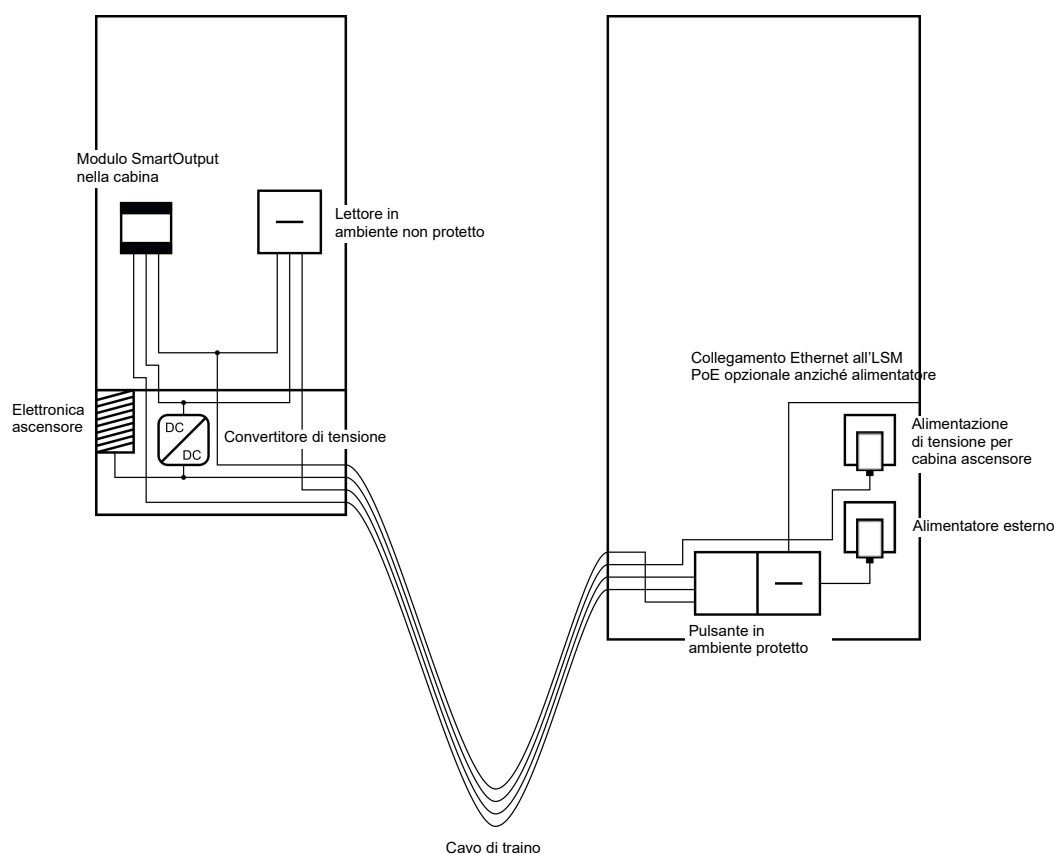 Modulo SmartOutput
nella cabina
Lettore in
ambiente non protetto
Collegamento Ethernet all'LSM
PoE opzionale anziché alimentatore
Elettronica
ascensore
DC
DC
Convertitore di tensione
Alimentazione
di tensione per
cabina ascensore
Alimentatore esterno
Pulsante in
ambiente protetto
Cavo di traino